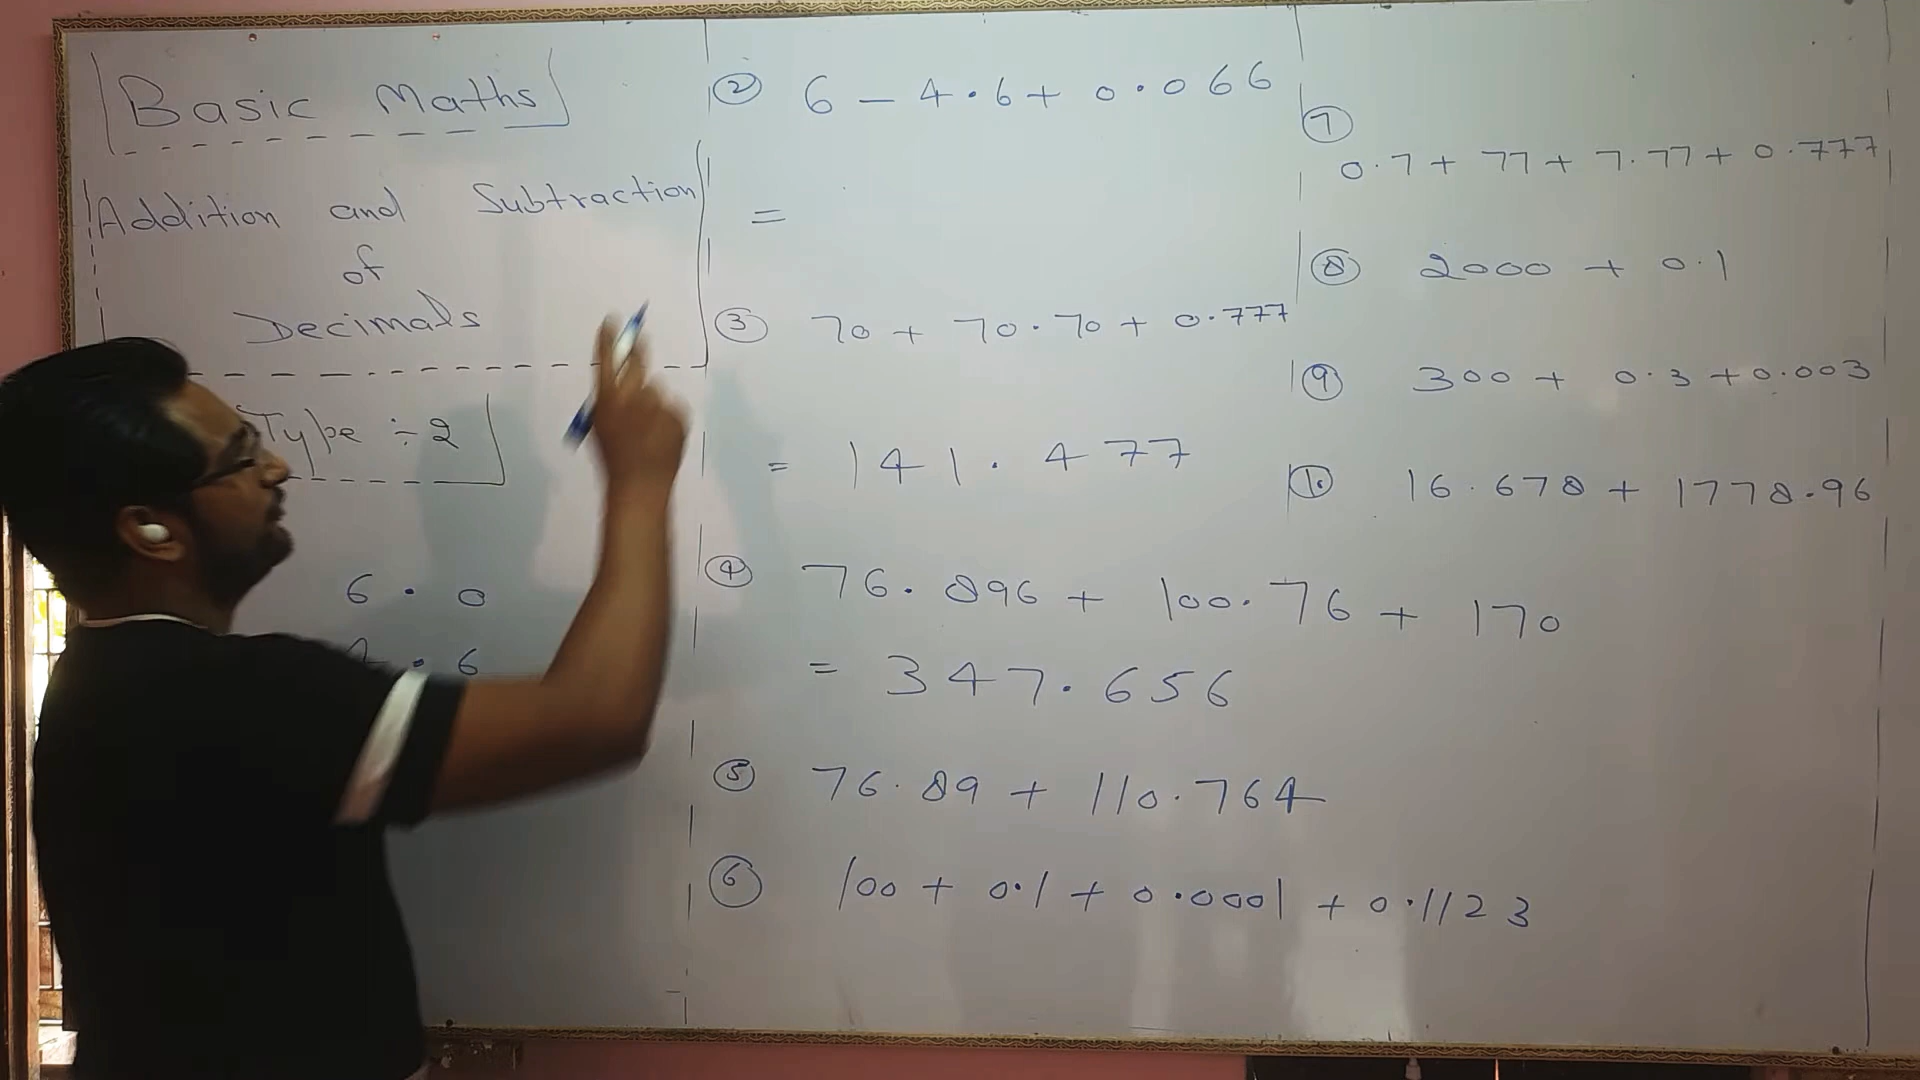 Basic Maths
Addition and Subtraction
of
Decimals
Type ÷ 2
6 . 0
. 6
② 6 - 4.6 + 0.066
=
③ 70 + 70.70 + 0.777
= 141.477
④ 76.896 + 100.76 + 170
= 347.656
⑤ 76.89 + 110.764
⑥ 100 + 0.1 + 0.0001 + 0.1123
⑦
0.7 + 77 + 7.77 + 0.777
⑧ 2000 + 0.1
⑨ 300 + 0.3 + 0.003
⑩ 16.678 + 1778.96